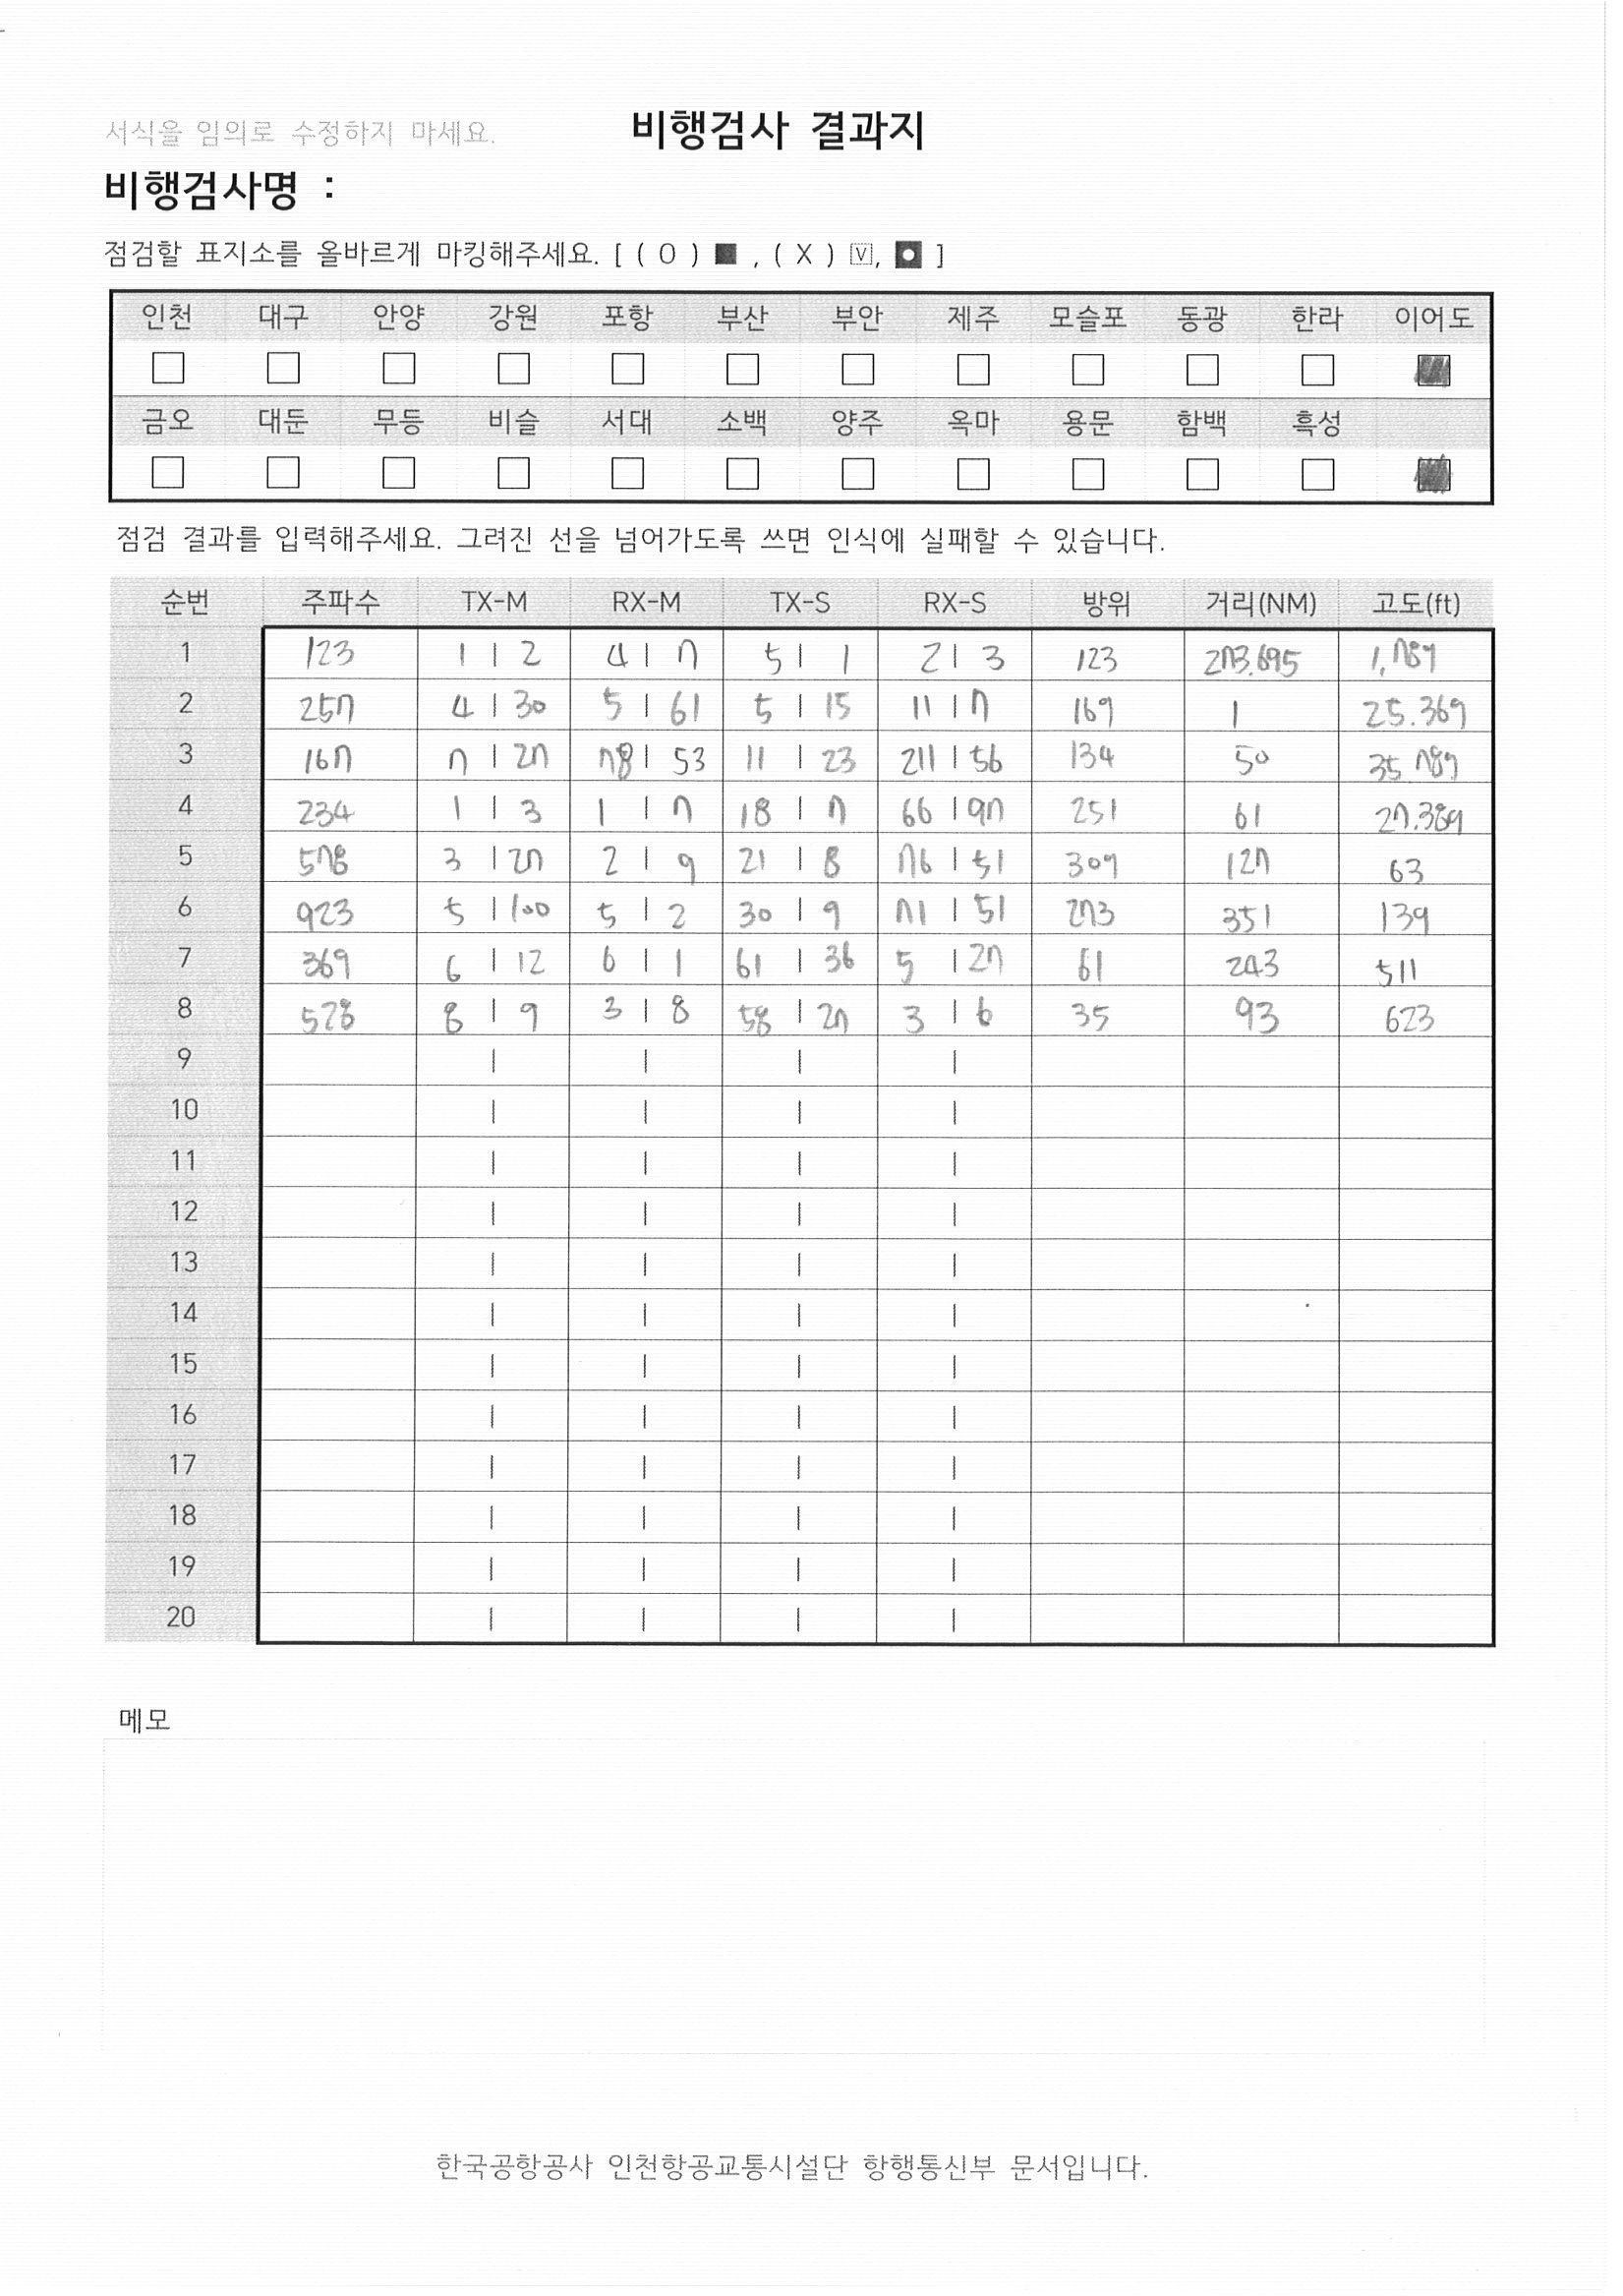 서식을 임의로 수정하지 마세요.
비행검사 결과지
비행검사명 :
점검할 표지소를 올바르게 마킹해주세요. [ ( O ) ■ , ( X ) V, ]
인천 대구 안양 강원 포항 부산 부안 제주 모슬포 동광 한라 이어도
금오 대둔 무등 비슬 서대 소백 양주 옥마 용문 함백 흑성
점검 결과를 입력해주세요. 그려진 선을 넘어가도록 쓰면 인식에 실패할 수 있습니다.
순번 주파수 TX-M RX-M TX-S RX-S 방위 거리(NM) 고도(ft)
1 123 1 | 2 4 | 7 5 | 1 2 | 3 123 273.695 1,789
2 257 4 | 30 5 | 61 5 | 15 11 | 7 169 1 25.369
3 167 7 | 27 78 | 53 11 | 23 211 | 56 134 50 35.789
4 234 1 | 3 1 | 7 18 | 7 66 | 97 251 61 27.389
5 578 3 | 27 2 | 9 21 | 8 76 | 51 309 127 63
6 923 5 | 100 5 | 2 30 | 9 71 | 51 273 351 139
7 369 6 | 12 6 | 1 61 | 36 5 | 27 61 243 511
8 528 8 | 9 3 | 8 58 | 27 3 | 6 35 93 623
9 | | | |
10 | | | |
11 | | | |
12 | | | |
13 | | | |
14 | | | |
15 | | | |
16 | | | |
17 | | | |
18 | | | |
19 | | | |
20 | | | |
메모
한국공항공사 인천항공교통시설단 항행통신부 문서입니다.